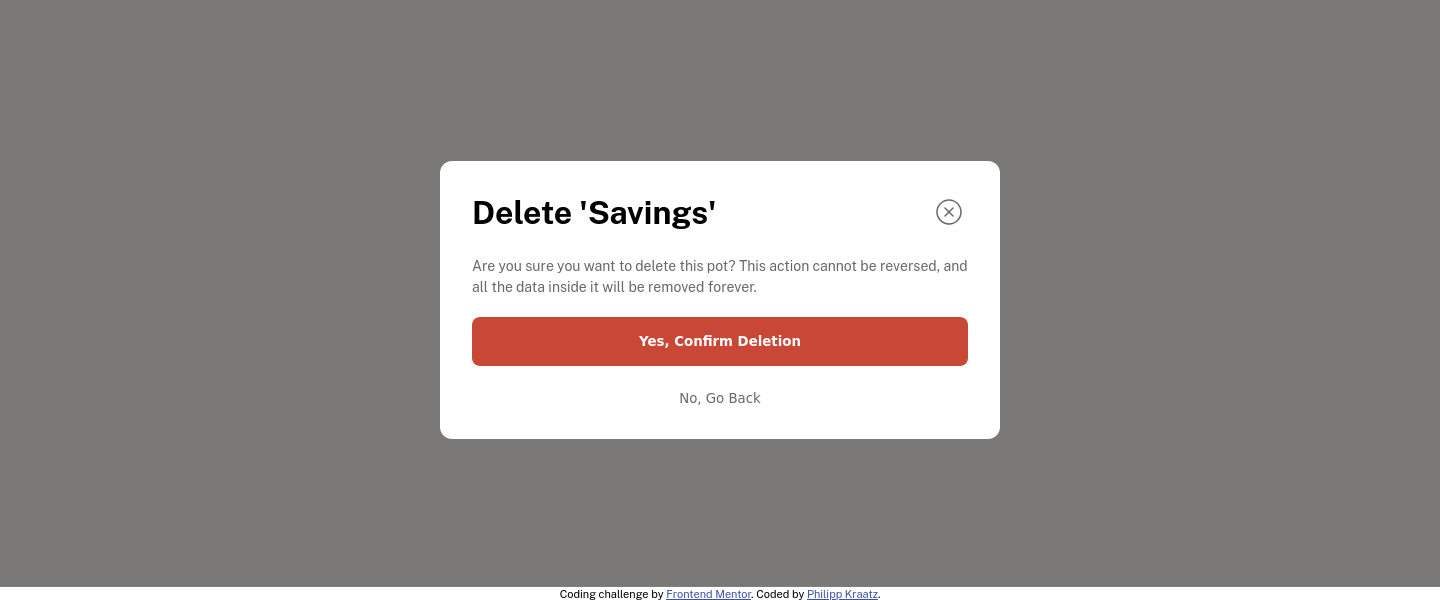 Delete 'Savings'
Are you sure you want to delete this pot? This action cannot be reversed, and
all the data inside it will be removed forever.
Yes, Confirm Deletion
No, Go Back
Coding challenge by Frontend Mentor. Coded by Philipp Kraatz.